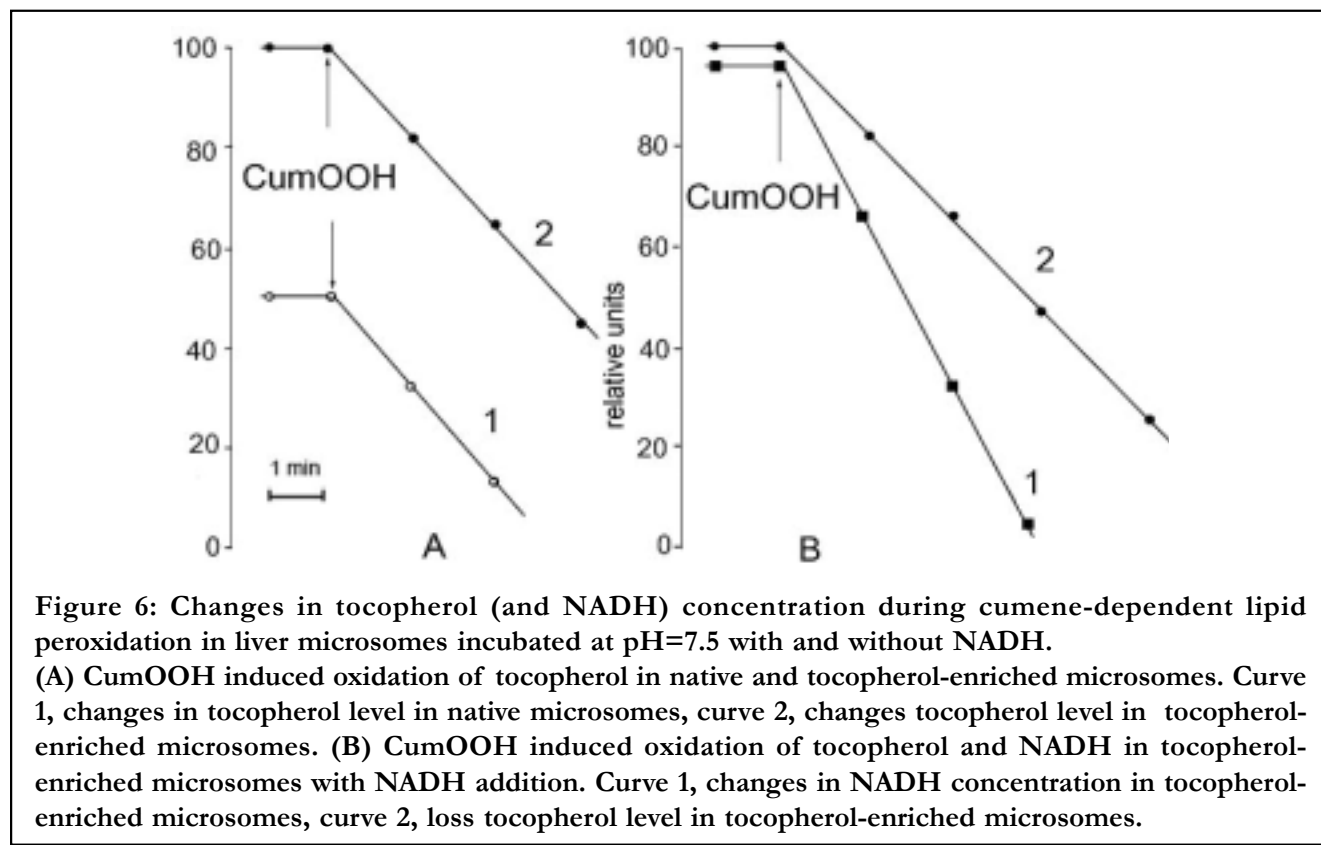 100
80
60
40
20
0
CumOOH
2
1
1 min
A
relative units
100
80
60
40
20
0
CumOOH
2
1
B
Figure 6: Changes in tocopherol (and NADH) concentration during cumene-dependent lipid
peroxidation in liver microsomes incubated at pH=7.5 with and without NADH.
(A) CumOOH induced oxidation of tocopherol in native and tocopherol-enriched microsomes. Curve
1, changes in tocopherol level in native microsomes, curve 2, changes tocopherol level in tocopherol-
enriched microsomes. (B) CumOOH induced oxidation of tocopherol and NADH in tocopherol-
enriched microsomes with NADH addition. Curve 1, changes in NADH concentration in tocopherol-
enriched microsomes, curve 2, loss tocopherol level in tocopherol-enriched microsomes.